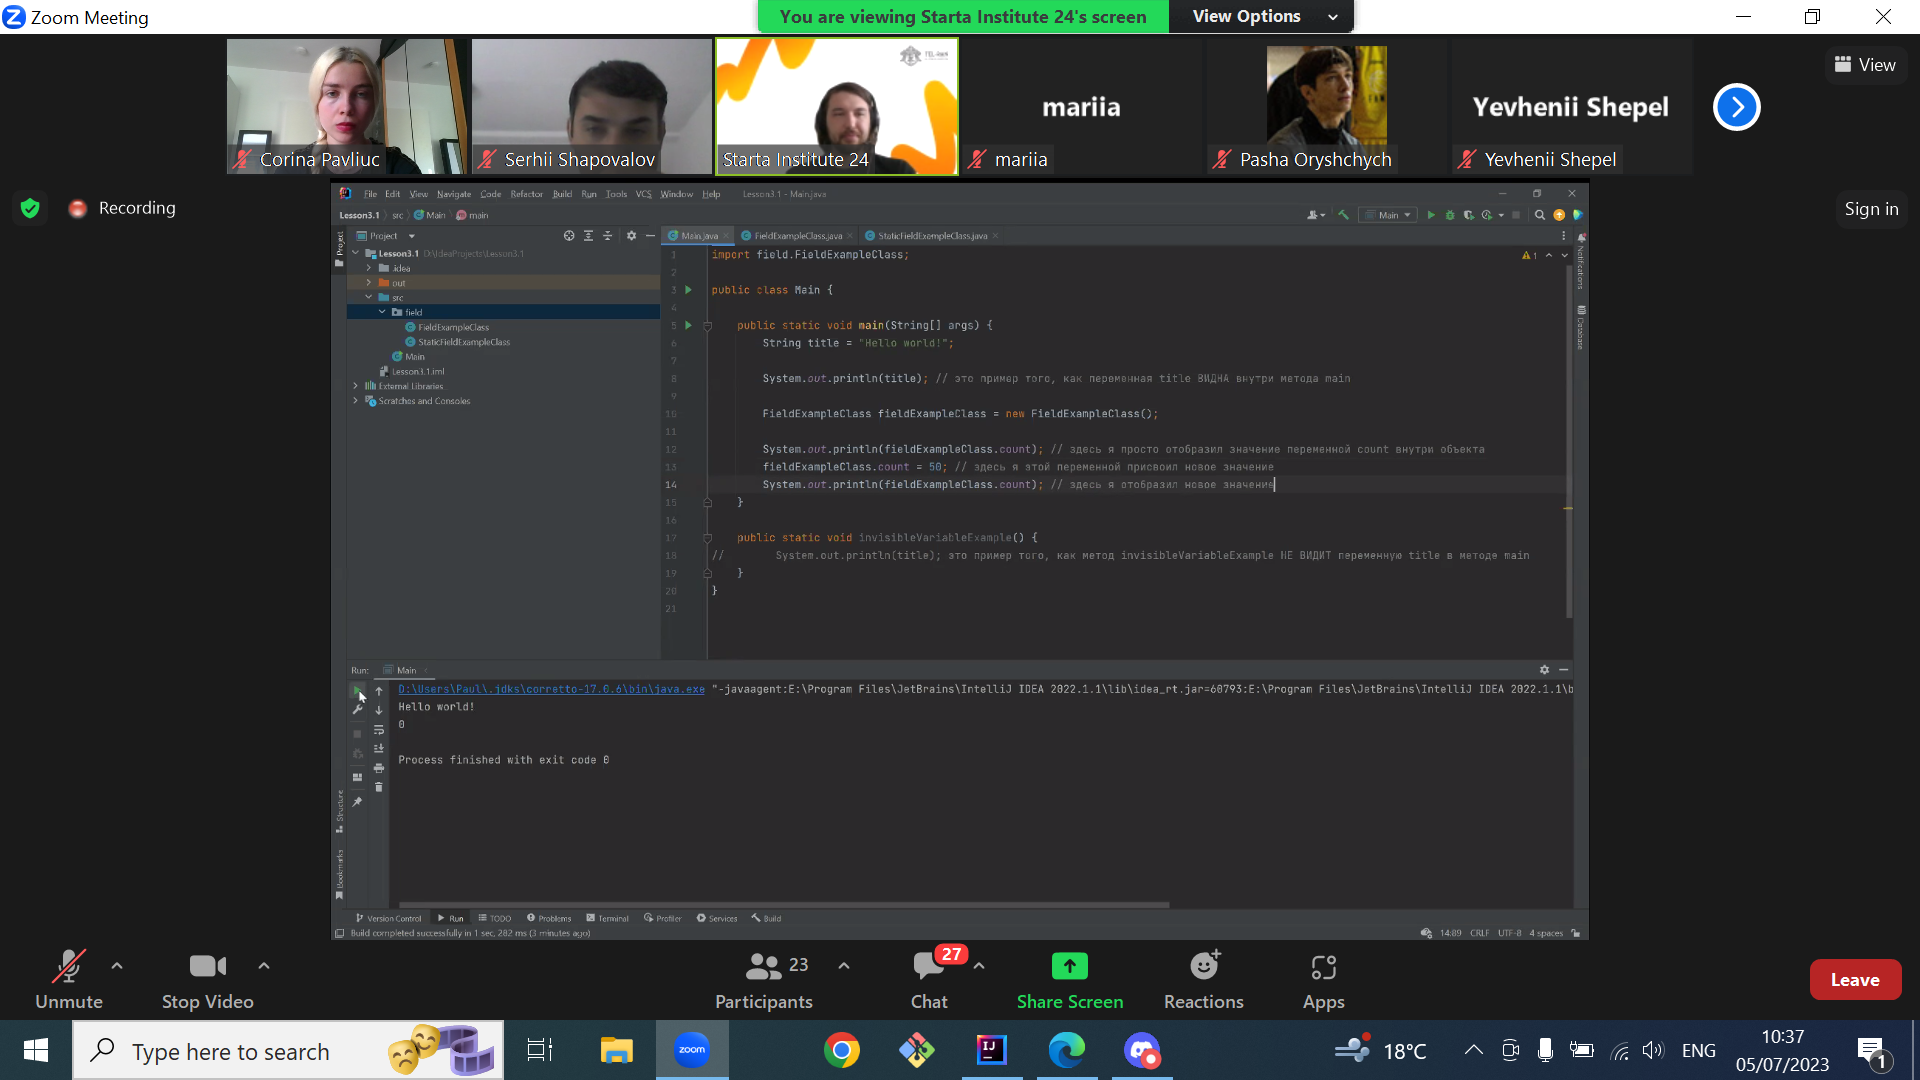 Zoom Meeting
You are viewing Starta Institute 24's screen
View Options
View
Corina Pavliuc
Serhii Shapovalov
Starta Institute 24
mariia
mariia
Pasha Oryshchych
Yevhenii Shepel
Yevhenii Shepel
Recording
Sign in
File Edit View Navigate Code Refactor Build Run Tools VCS Window Help Lesson3.1 - Main.java
Lesson3.1 src Main main
Main
Project
Main.java FieldExampleClass.java StaticFieldExampleClass.java
Project
Lesson3.1 D:\IdeaProjects\Lesson3.1
.idea
out
src
field
FieldExampleClass
StaticFieldExampleClass
Main
Lesson3.1.iml
External Libraries
Scratches and Consoles
1 import field.FieldExampleClass;
2
3 public class Main {
4
5 public static void main(String[] args) {
6 String title = "Hello world!";
7
8 System.out.println(title); // это пример того, как переменная title ВИДНА внутри метода main
9
10 FieldExampleClass fieldExampleClass = new FieldExampleClass();
11
12 System.out.println(fieldExampleClass.count); // здесь я просто отобразил значение переменной count внутри объекта
13 fieldExampleClass.count = 50; // здесь я этой переменной присвоил новое значение
14 System.out.println(fieldExampleClass.count); // здесь я отобразил новое значение
15 }
16
17 public static void invisibleVariableExample() {
18 // System.out.println(title); это пример того, как метод invisibleVariableExample НЕ ВИДИТ переменную title в методе main
19 }
20 }
21
1
Notifications
Database
Run: Main
D:\Users\Paul\.jdks\corretto-17.0.6\bin\java.exe "-javaagent:E:\Program Files\JetBrains\IntelliJ IDEA 2022.1.1\lib\idea_rt.jar=60793:E:\Program Files\JetBrains\IntelliJ IDEA 2022.1.1\b
Hello world!
0
Process finished with exit code 0
Structure
Bookmarks
Version Control Run TODO Problems Terminal Profiler Services Build
Build completed successfully in 1 sec, 282 ms (3 minutes ago)
14:89 CRLF UTF-8 4 spaces
Unmute
Stop Video
23
Participants
27
Chat
Share Screen
Reactions
Apps
Leave
Type here to search
zoom
IJ
18°C
ENG
10:37
05/07/2023
1